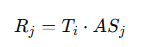 R_j = T_i · AS_j